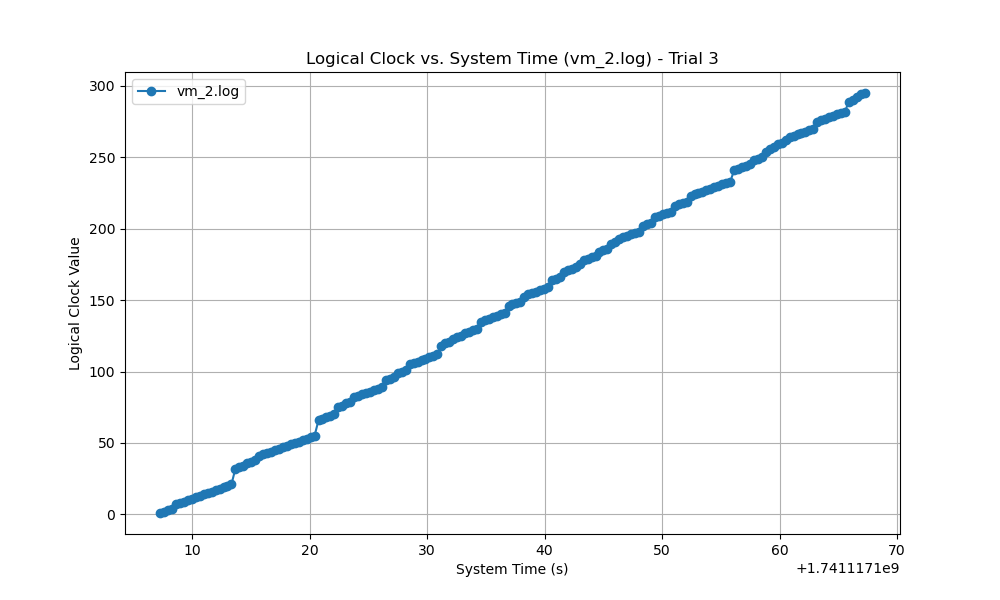 Logical Clock vs. System Time (vm_2.log) - Trial 3
vm_2.log
300
250
200
150
100
50
0
Logical Clock Value
10 20 30 40 50 60 70
System Time (s)
+1.7411171e9